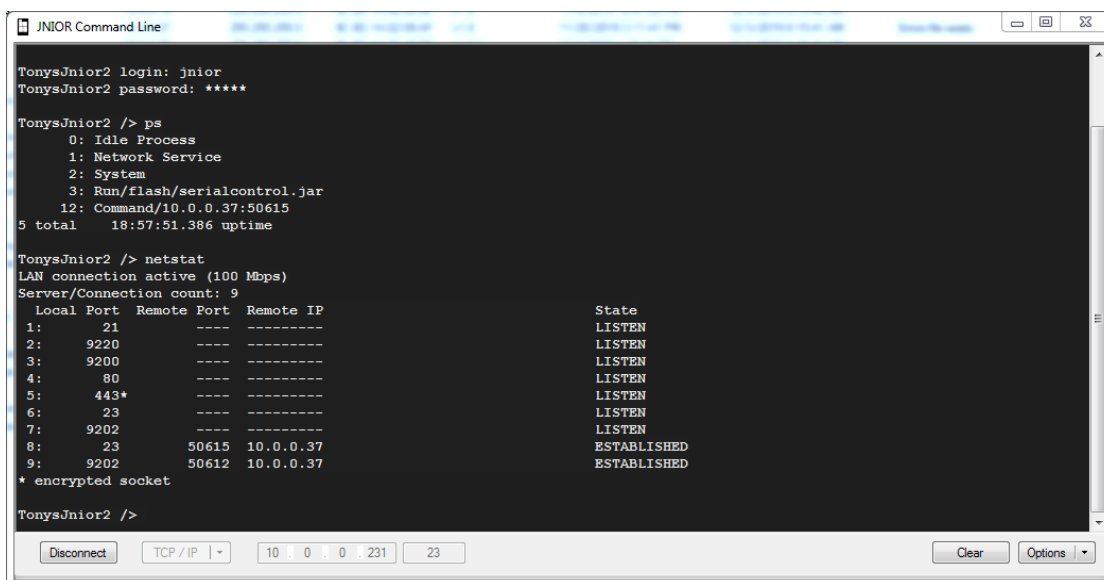 JNIOR Command Line
TonysJnior2 login: jnior
TonysJnior2 password: *****
TonysJnior2 /> ps
0: Idle Process
1: Network Service
2: System
3: Run/flash/serialcontrol.jar
12: Command/10.0.0.37:50615
5 total    18:57:51.386 uptime
TonysJnior2 /> netstat
LAN connection active (100 Mbps)
Server/Connection count: 9
Local Port  Remote Port  Remote IP  State
1: 21 ---- --------- LISTEN
2: 9220 ---- --------- LISTEN
3: 9200 ---- --------- LISTEN
4: 80 ---- --------- LISTEN
5: 443* ---- --------- LISTEN
6: 23 ---- --------- LISTEN
7: 9202 ---- --------- LISTEN
8: 23 50615 10.0.0.37 ESTABLISHED
9: 9202 50612 10.0.0.37 ESTABLISHED
* encrypted socket
TonysJnior2 />
Disconnect TCP / IP 10 . 0 . 0 . 231 23 Clear Options